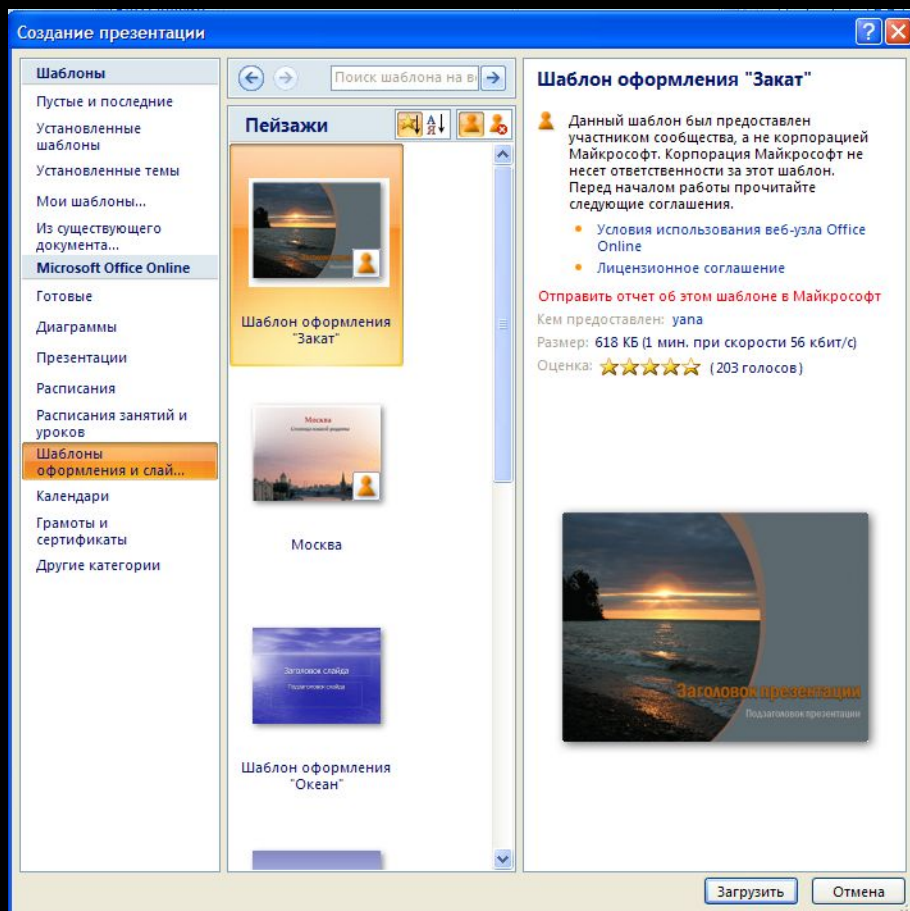 Создание презентации
Шаблоны
Пустые и последние
Установленные
шаблоны
Установленные темы
Мои шаблоны...
Из существующего
документа...
Microsoft Office Online
Готовые
Диаграммы
Презентации
Расписания
Расписания занятий и
уроков
Шаблоны
оформления и слай...
Календари
Грамоты и
сертификаты
Другие категории
Поиск шаблона на ве
Пейзажи
А
Я
Шаблон оформления
"Закат"
Москва
Москва
Заголовок слайда
Подзаголовок слайда
Шаблон оформления
"Океан"
Шаблон оформления "Закат"
Данный шаблон был предоставлен
участником сообщества, а не корпорацией
Майкрософт. Корпорация Майкрософт не
несет ответственности за этот шаблон.
Перед началом работы прочитайте
следующие соглашения.
Условия использования веб-узла Office
Online
Лицензионное соглашение
Отправить отчет об этом шаблоне в Майкрософт
Кем предоставлен: yana
Размер: 618 КБ (1 мин. при скорости 56 кбит/с)
Оценка: (203 голосов)
Заголовок презентации
Подзаголовок презентации
Загрузить
Отмена